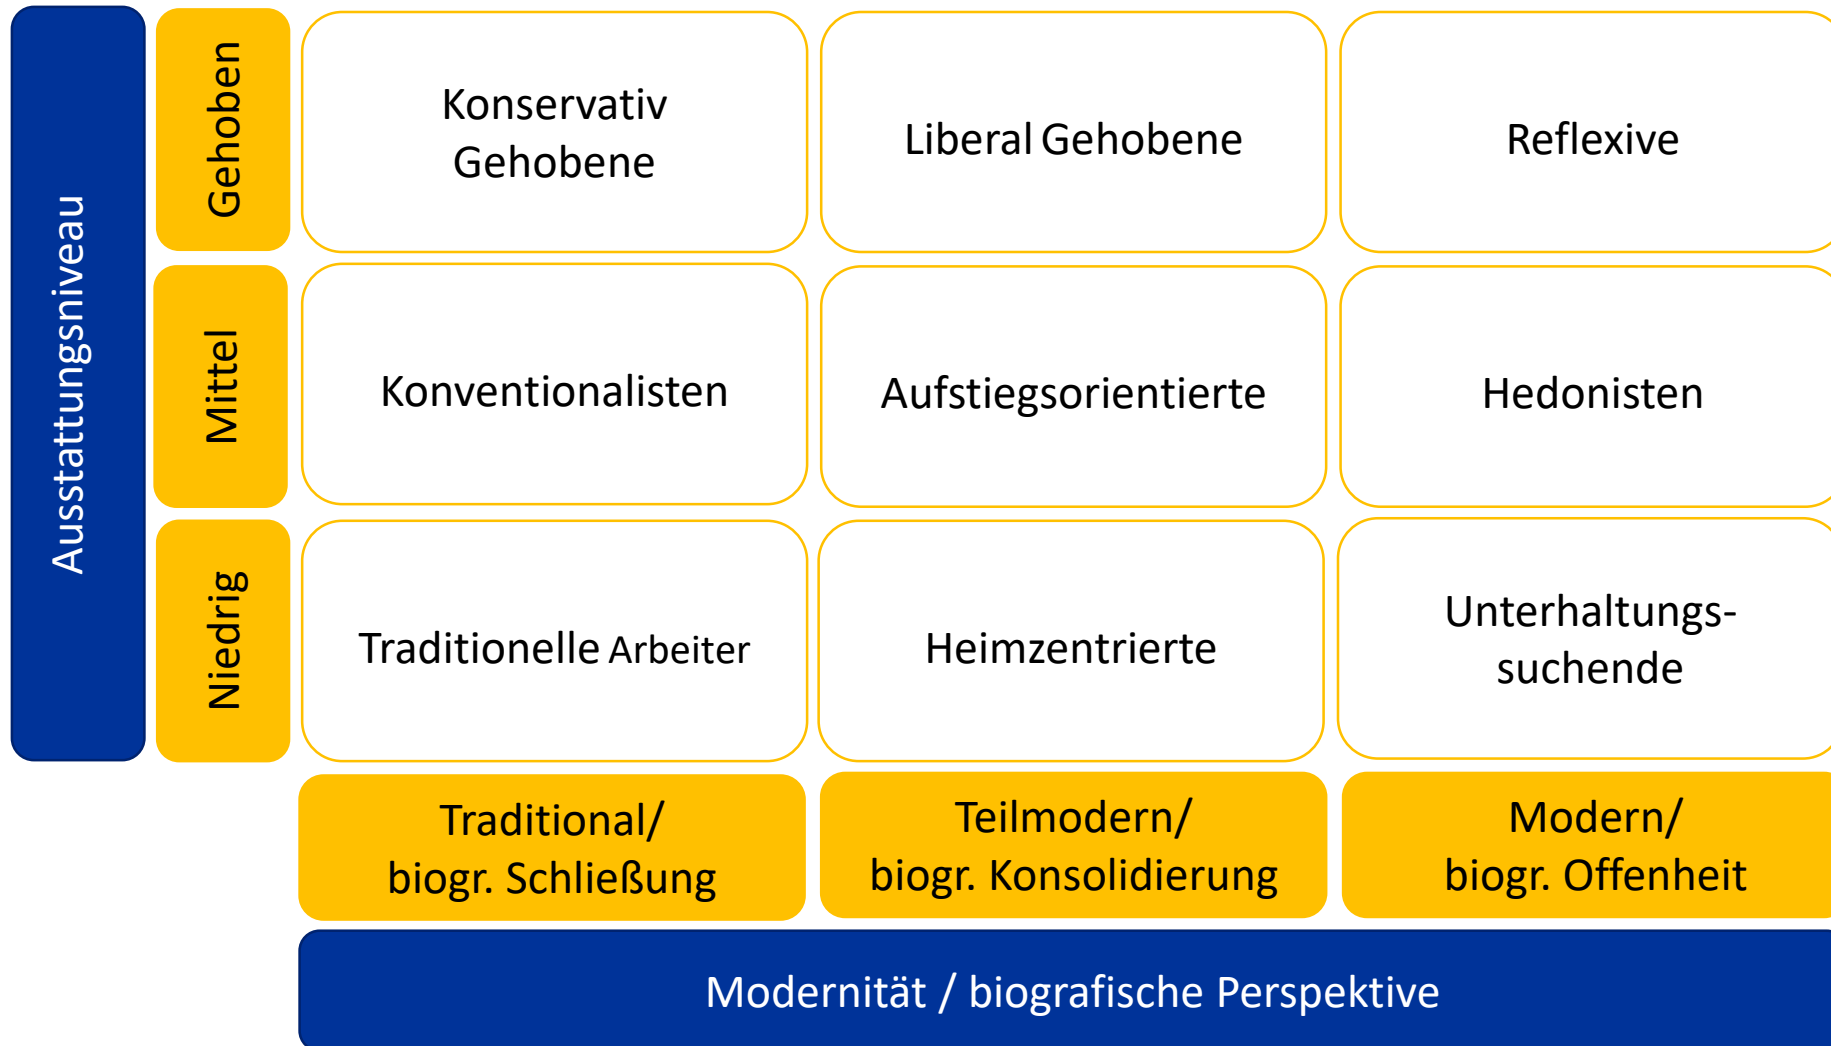 Ausstattungsniveau
Gehoben
Konservativ
Gehobene
Liberal Gehobene
Reflexive
Mittel
Konventionalisten
Aufstiegsorientierte
Hedonisten
Niedrig
Traditionelle Arbeiter
Heimzentrierte
Unterhaltungs-
suchende
Traditional/
biogr. Schließung
Teilmodern/
biogr. Konsolidierung
Modern/
biogr. Offenheit
Modernität / biografische Perspektive